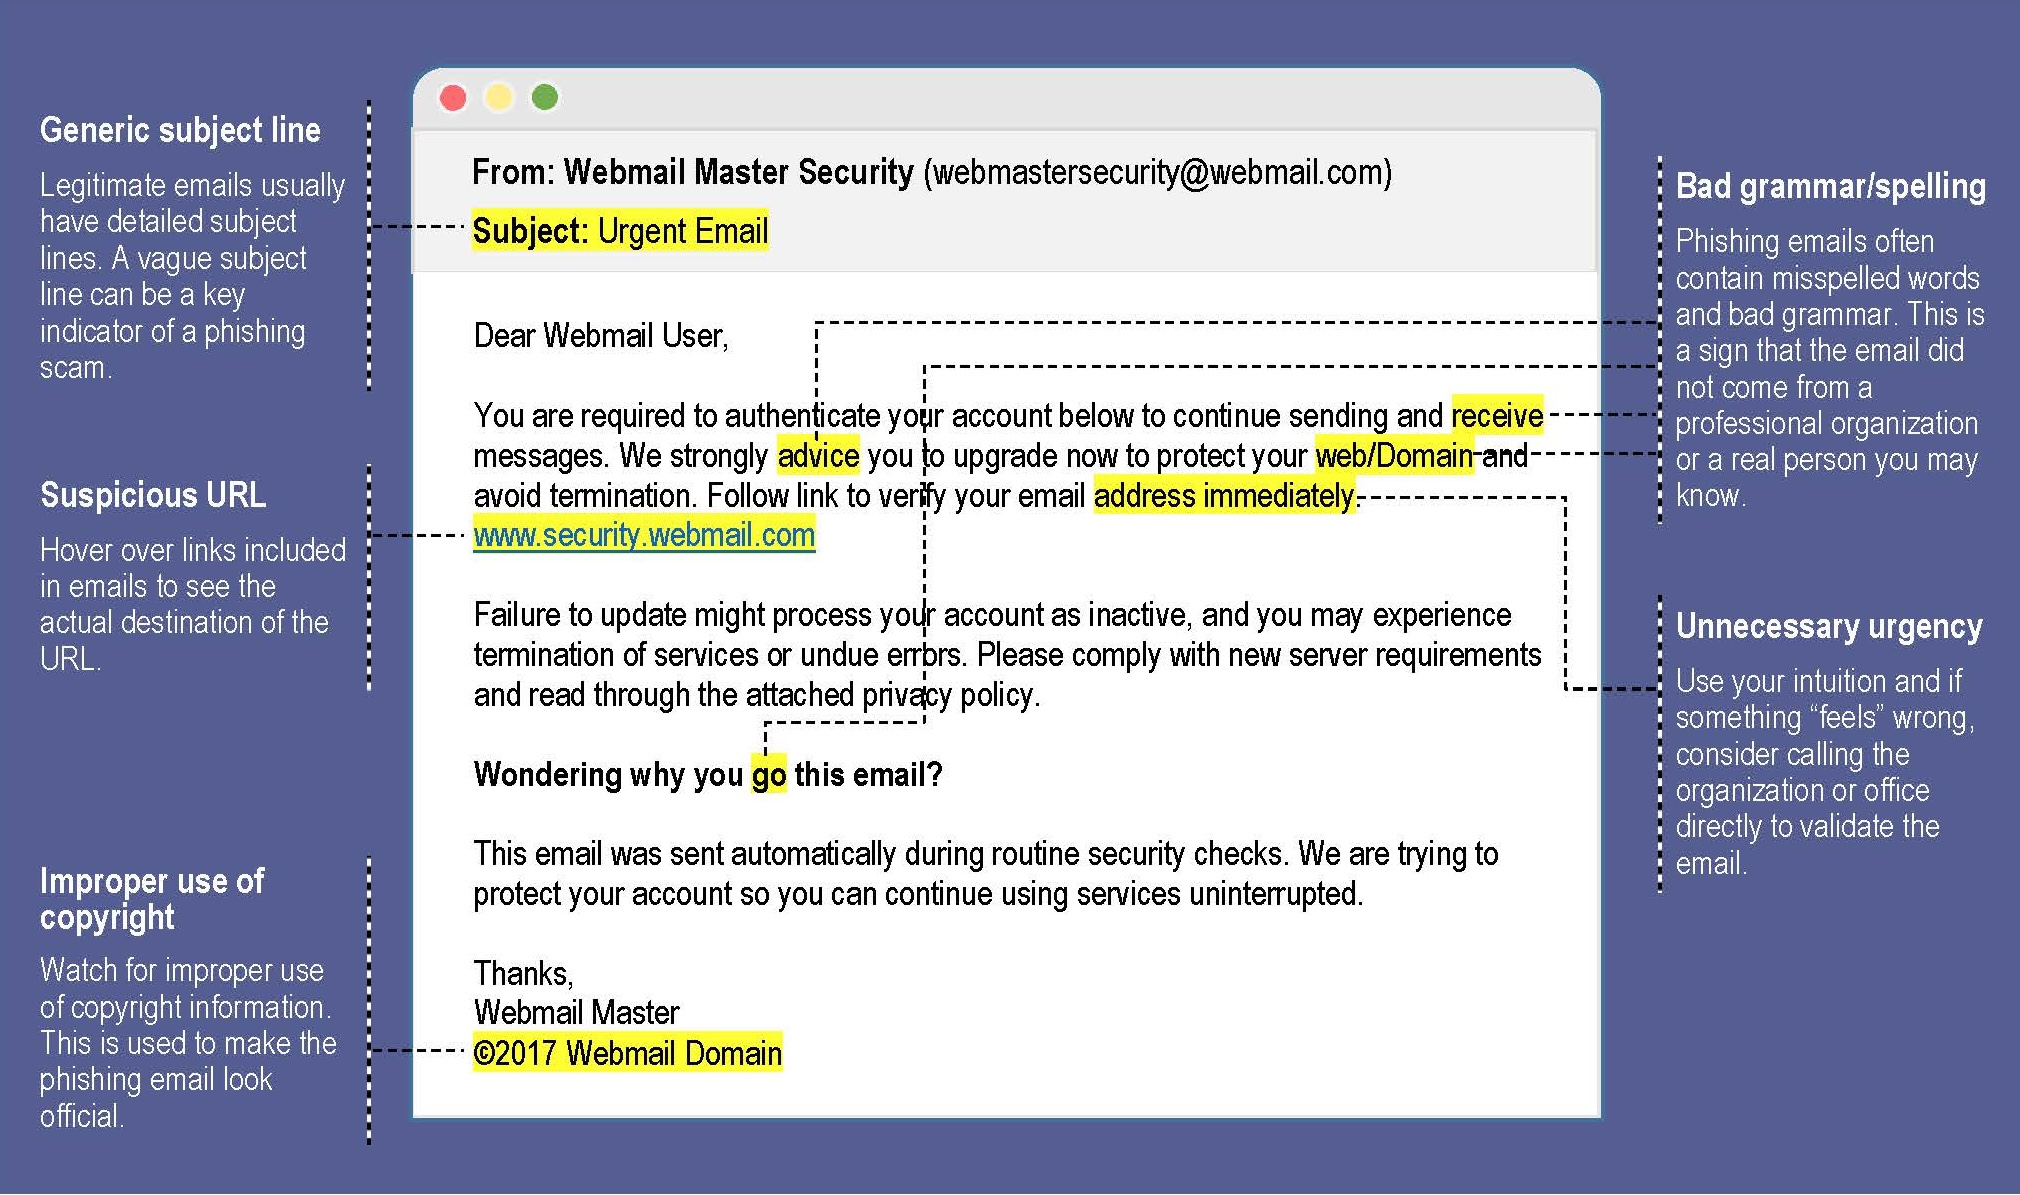 Generic subject line
Legitimate emails usually
have detailed subject
lines. A vague subject
line can be a key
indicator of a phishing
scam.
Suspicious URL
Hover over links included
in emails to see the
actual destination of the
URL.
Improper use of
copyright
Watch for improper use
of copyright information.
This is used to make the
phishing email look
official.
From: Webmail Master Security (webmastersecurity@webmail.com)
Subject: Urgent Email
Dear Webmail User,
You are required to authenticate your account below to continue sending and receive
messages. We strongly advice you to upgrade now to protect your web/Domain and
avoid termination. Follow link to verify your email address immediately.
www.security.webmail.com
Failure to update might process your account as inactive, and you may experience
termination of services or undue errors. Please comply with new server requirements
and read through the attached privacy policy.
Wondering why you go this email?
This email was sent automatically during routine security checks. We are trying to
protect your account so you can continue using services uninterrupted.
Thanks,
Webmail Master
©2017 Webmail Domain
Bad grammar/spelling
Phishing emails often
contain misspelled words
and bad grammar. This is
a sign that the email did
not come from a
professional organization
or a real person you may
know.
Unnecessary urgency
Use your intuition and if
something “feels” wrong,
consider calling the
organization or office
directly to validate the
email.